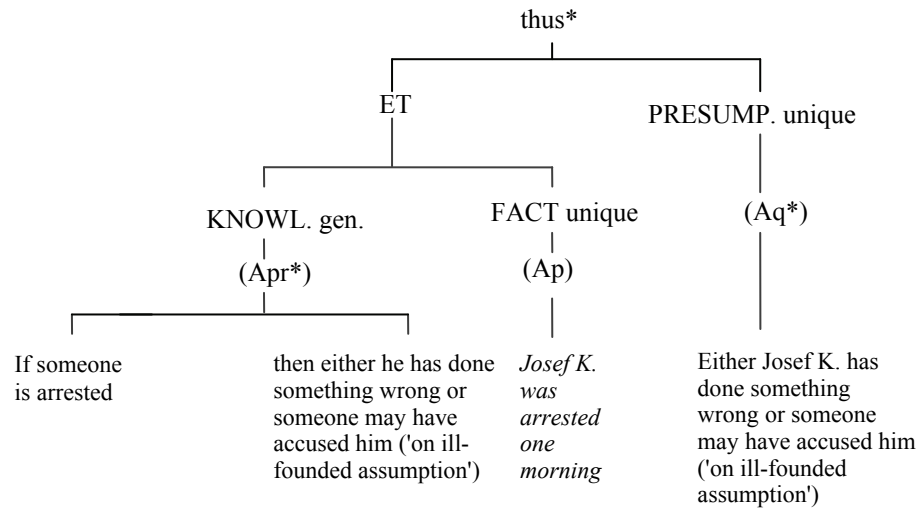 thus*
ET
PRESUMP. unique
KNOWL. gen.
FACT unique
(Aq*)
(Apr*)
(Ap)
If someone
is arrested
then either he has done
something wrong or
someone may have
accused him ('on ill-
founded assumption')
Josef K.
was
arrested
one
morning
Either Josef K. has
done something
wrong or someone
may have accused him
('on ill-founded
assumption')